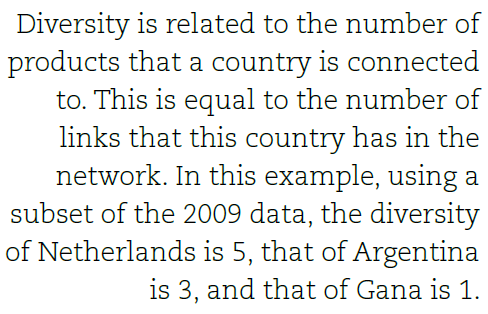 Diversity is related to the number of
products that a country is connected
to. This is equal to the number of
links that this country has in the
network. In this example, using a
subset of the 2009 data, the diversity
of Netherlands is 5, that of Argentina
is 3, and that of Gana is 1.